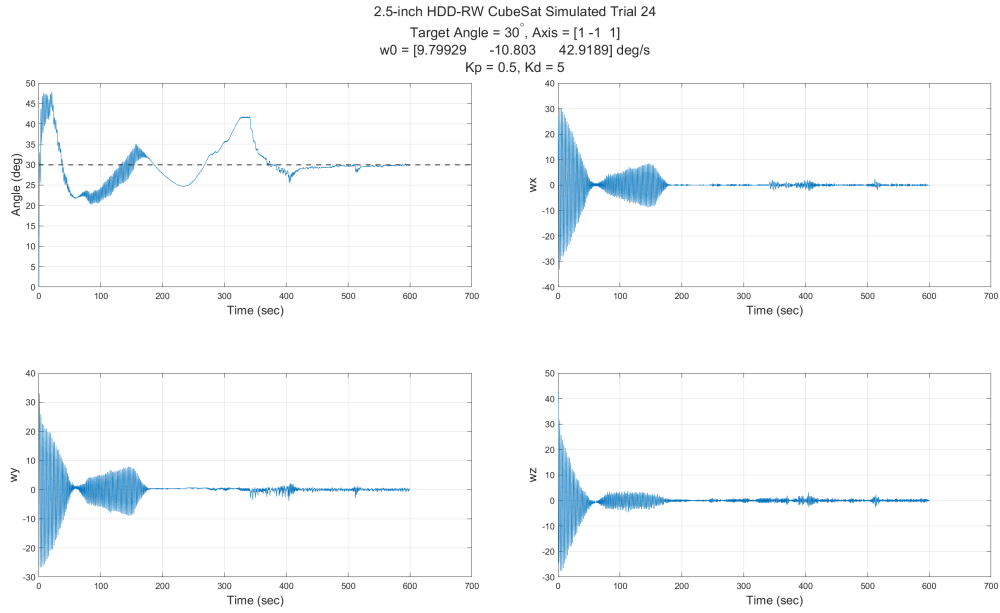 2.5-inch HDD-RW CubeSat Simulated Trial 24
Target Angle = 30°, Axis = [1 -1 1]
w0 = [9.79929 -10.803 42.9189] deg/s
Kp = 0.5, Kd = 5
50
45
40
35
30
25
20
15
10
5
0
Angle (deg)
0 100 200 300 400 500 600 700
Time (sec)
40
30
20
10
0
-10
-20
-30
-40
wx
0 100 200 300 400 500 600 700
Time (sec)
40
30
20
10
0
-10
-20
-30
wy
0 100 200 300 400 500 600 700
Time (sec)
50
40
30
20
10
0
-10
-20
-30
wz
0 100 200 300 400 500 600 700
Time (sec)